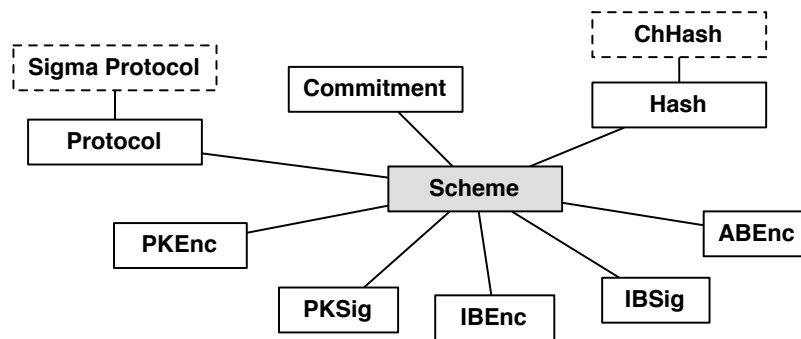 ChHash
Sigma Protocol
Commitment
Hash
Protocol
Scheme
PKEnc
ABEnc
PKSig
IBEnc
IBSig